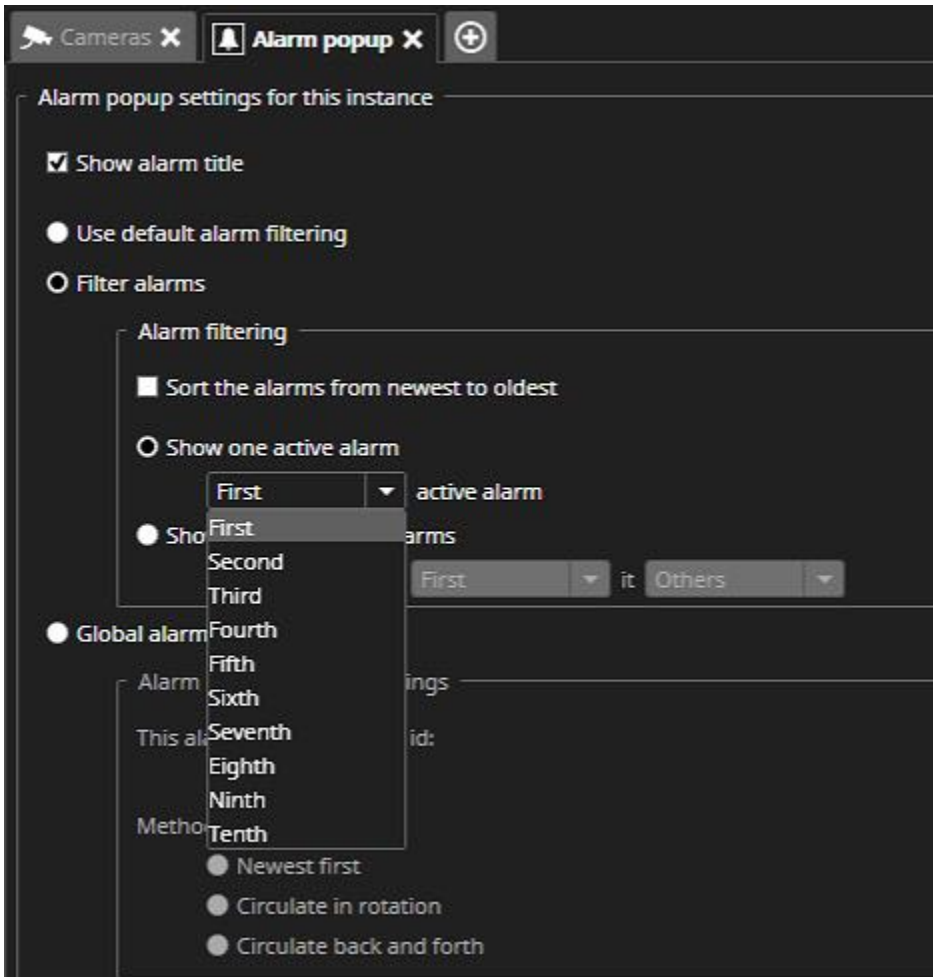 Cameras Alarm popup
Alarm popup settings for this instance
Show alarm title
Use default alarm filtering
Filter alarms
Alarm filtering
Sort the alarms from newest to oldest
Show one active alarm
First active alarm
First
Sho arms
Second
First it Others
Third
Fourth
Global alarm
Fifth
Sixth
Alarm ings
Seventh
This ala id:
Eighth
Ninth
Metho
Tenth
Newest first
Circulate in rotation
Circulate back and forth